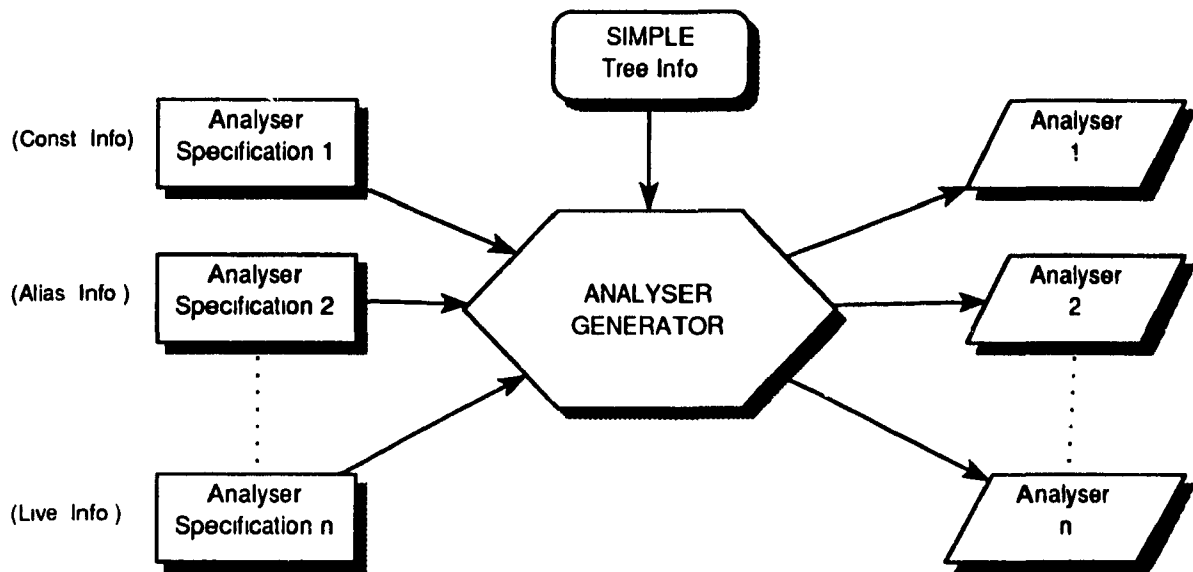 SIMPLE
Tree Info
(Const Info)
Analyser
Specification 1
Analyser
1
(Alias Info)
Analyser
Specification 2
ANALYSER
GENERATOR
Analyser
2
(Live Info)
Analyser
Specification n
Analyser
n